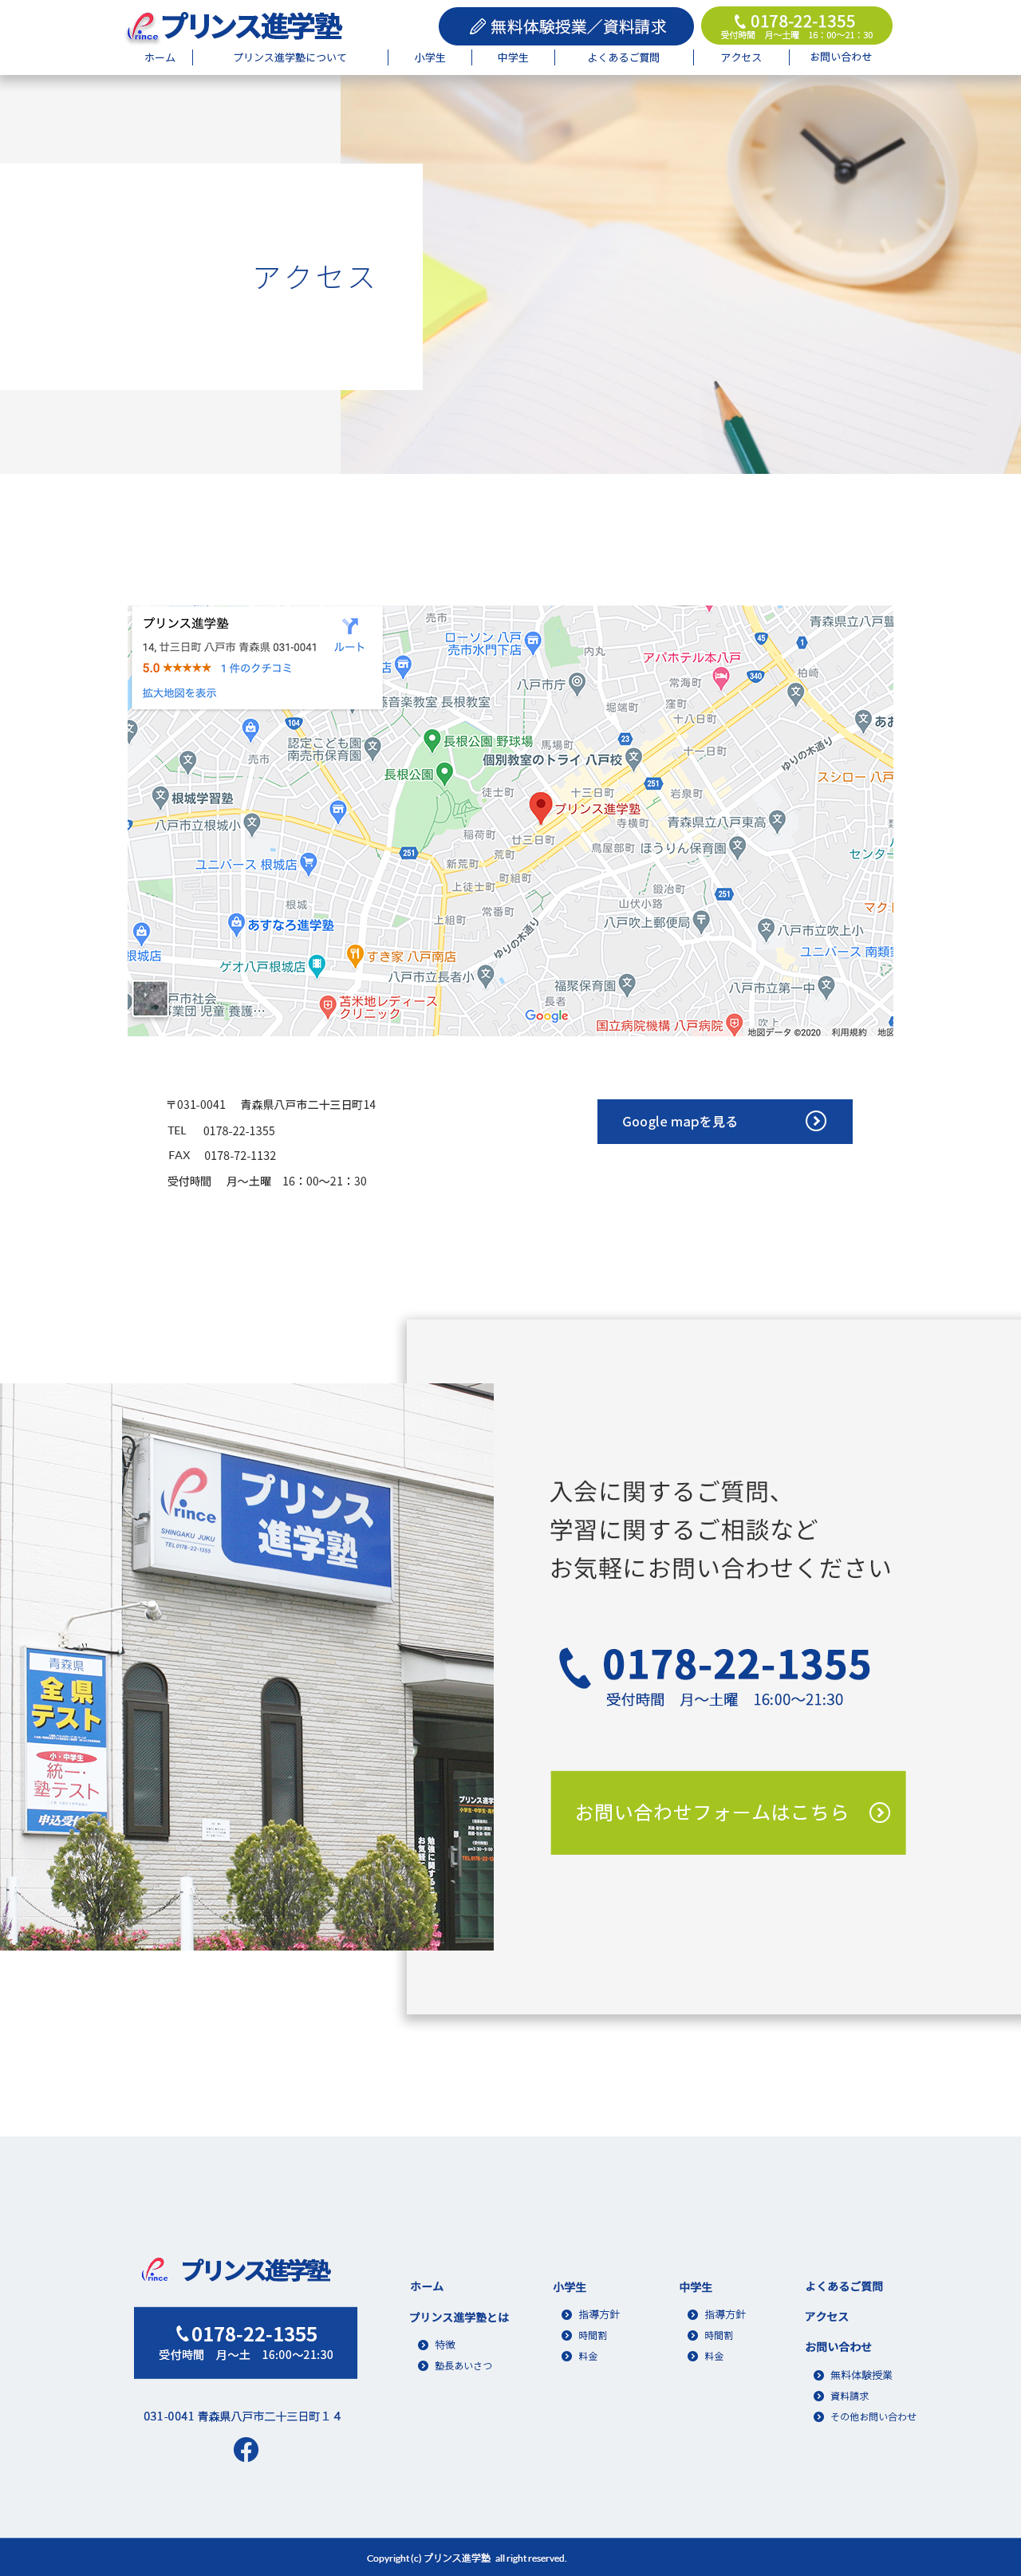 Prince プリンス進学塾
無料体験授業／資料請求
0178-22-1355
受付時間　月〜土曜　16：00〜21：30
ホーム
プリンス進学塾について
小学生
中学生
よくあるご質問
アクセス
お問い合わせ
アクセス
プリンス進学塾
14, 廿三日町 八戸市 青森県 031-0041
ルート
5.0 ★★★★★ 1 件のクチコミ
拡大地図を表示
売市
ローソン 八戸
売市水門下店
内丸
アパホテル本八戸
青森県立八戸聾
45
1
340
柏崎
常海町
窪町
十八日町
八戸市庁
堀端町
藤音楽教室 長根教室
104
認定こども園
南売市保育園
売市
長根公園 野球場
馬場町
23
十一日町
ゆりの木通り
個別教室のトライ 八戸校
長根公園
徒士町
十三日町
251
岩泉町
スシロー 八戸
根城学習塾
プリンス進学塾
八戸市立根城小
稲荷町
廿三日町
寺横町
青森県立八戸東高
251
荒町
鳥屋部町
ほうりん保育園
センター
ユニバース 根城店
新荒町
町組町
上徒士町
鍛冶町
251
根城
常番町
山伏小路
マク
上組町
八戸吹上郵便局
あすなろ進学塾
ゆりの木通り
八戸市立吹上小
根城店
すき家 八戸南店
ユニバース 南類家
ゲオ八戸根城店
八戸市立長者小
福聚保育園
八戸市立第一中
戸市社会
事業団 児童 養護…
苫米地レディース
クリニック
長者
Google
国立病院機構 八戸病院
吹上
地図データ ©2020
利用規約
〒031-0041　青森県八戸市二十三日町14
TEL　0178-22-1355
FAX　0178-72-1132
受付時間　月〜土曜　16：00〜21：30
Google mapを見る
Prince
SHINGAKU JUKU
TEL 0178-22-1355
プリンス
進学塾
青森県
全県
テスト
小・中学生
統一・
塾テスト
申込受付
プリンス進学
入会に関するご質問、
学習に関するご相談など
お気軽にお問い合わせください
0178-22-1355
受付時間　月〜土曜　16:00〜21:30
お問い合わせフォームはこちら
Prince プリンス進学塾
0178-22-1355
受付時間　月〜土　16:00〜21:30
031-0041 青森県八戸市二十三日町１４
ホーム
プリンス進学塾とは
特徴
塾長あいさつ
小学生
指導方針
時間割
料金
中学生
指導方針
時間割
料金
よくあるご質問
アクセス
お問い合わせ
無料体験授業
資料請求
その他お問い合わせ
Copyright (c) プリンス進学塾 all right reserved.